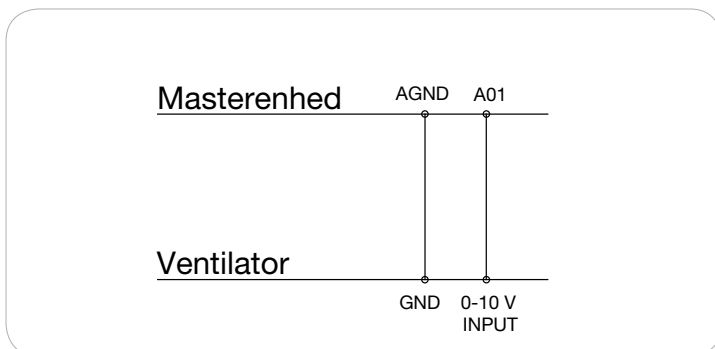 Masterenhed AGND A01
Ventilator
GND 0-10 V
INPUT